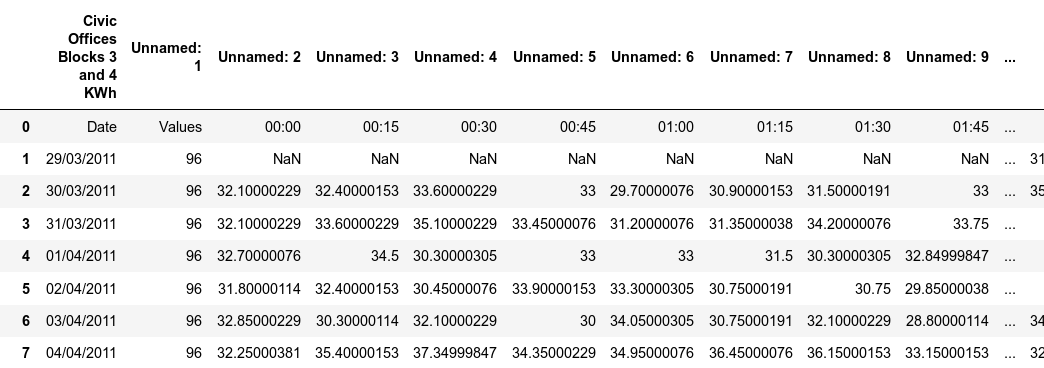 Civic
Offices
Blocks 3
and 4
KWh
Unnamed:
1
Unnamed: 2 Unnamed: 3 Unnamed: 4 Unnamed: 5 Unnamed: 6 Unnamed: 7 Unnamed: 8 Unnamed: 9 ...
0 Date Values 00:00 00:15 00:30 00:45 01:00 01:15 01:30 01:45 ...
1 29/03/2011 96 NaN NaN NaN NaN NaN NaN NaN NaN ... 31
2 30/03/2011 96 32.10000229 32.40000153 33.60000229 33 29.70000076 30.90000153 31.50000191 33 ... 35
3 31/03/2011 96 32.10000229 33.60000229 35.10000229 33.45000076 31.20000076 31.35000038 34.20000076 33.75 ...
4 01/04/2011 96 32.70000076 34.5 30.30000305 33 33 31.5 30.30000305 32.84999847 ...
5 02/04/2011 96 31.80000114 32.40000153 30.45000076 33.90000153 33.30000305 30.75000191 30.75 29.85000038 ...
6 03/04/2011 96 32.85000229 30.30000114 32.10000229 30 34.05000305 30.75000191 32.10000229 28.80000114 ... 34
7 04/04/2011 96 32.25000381 35.40000153 37.34999847 34.35000229 34.95000076 36.45000076 36.15000153 33.15000153 ... 32